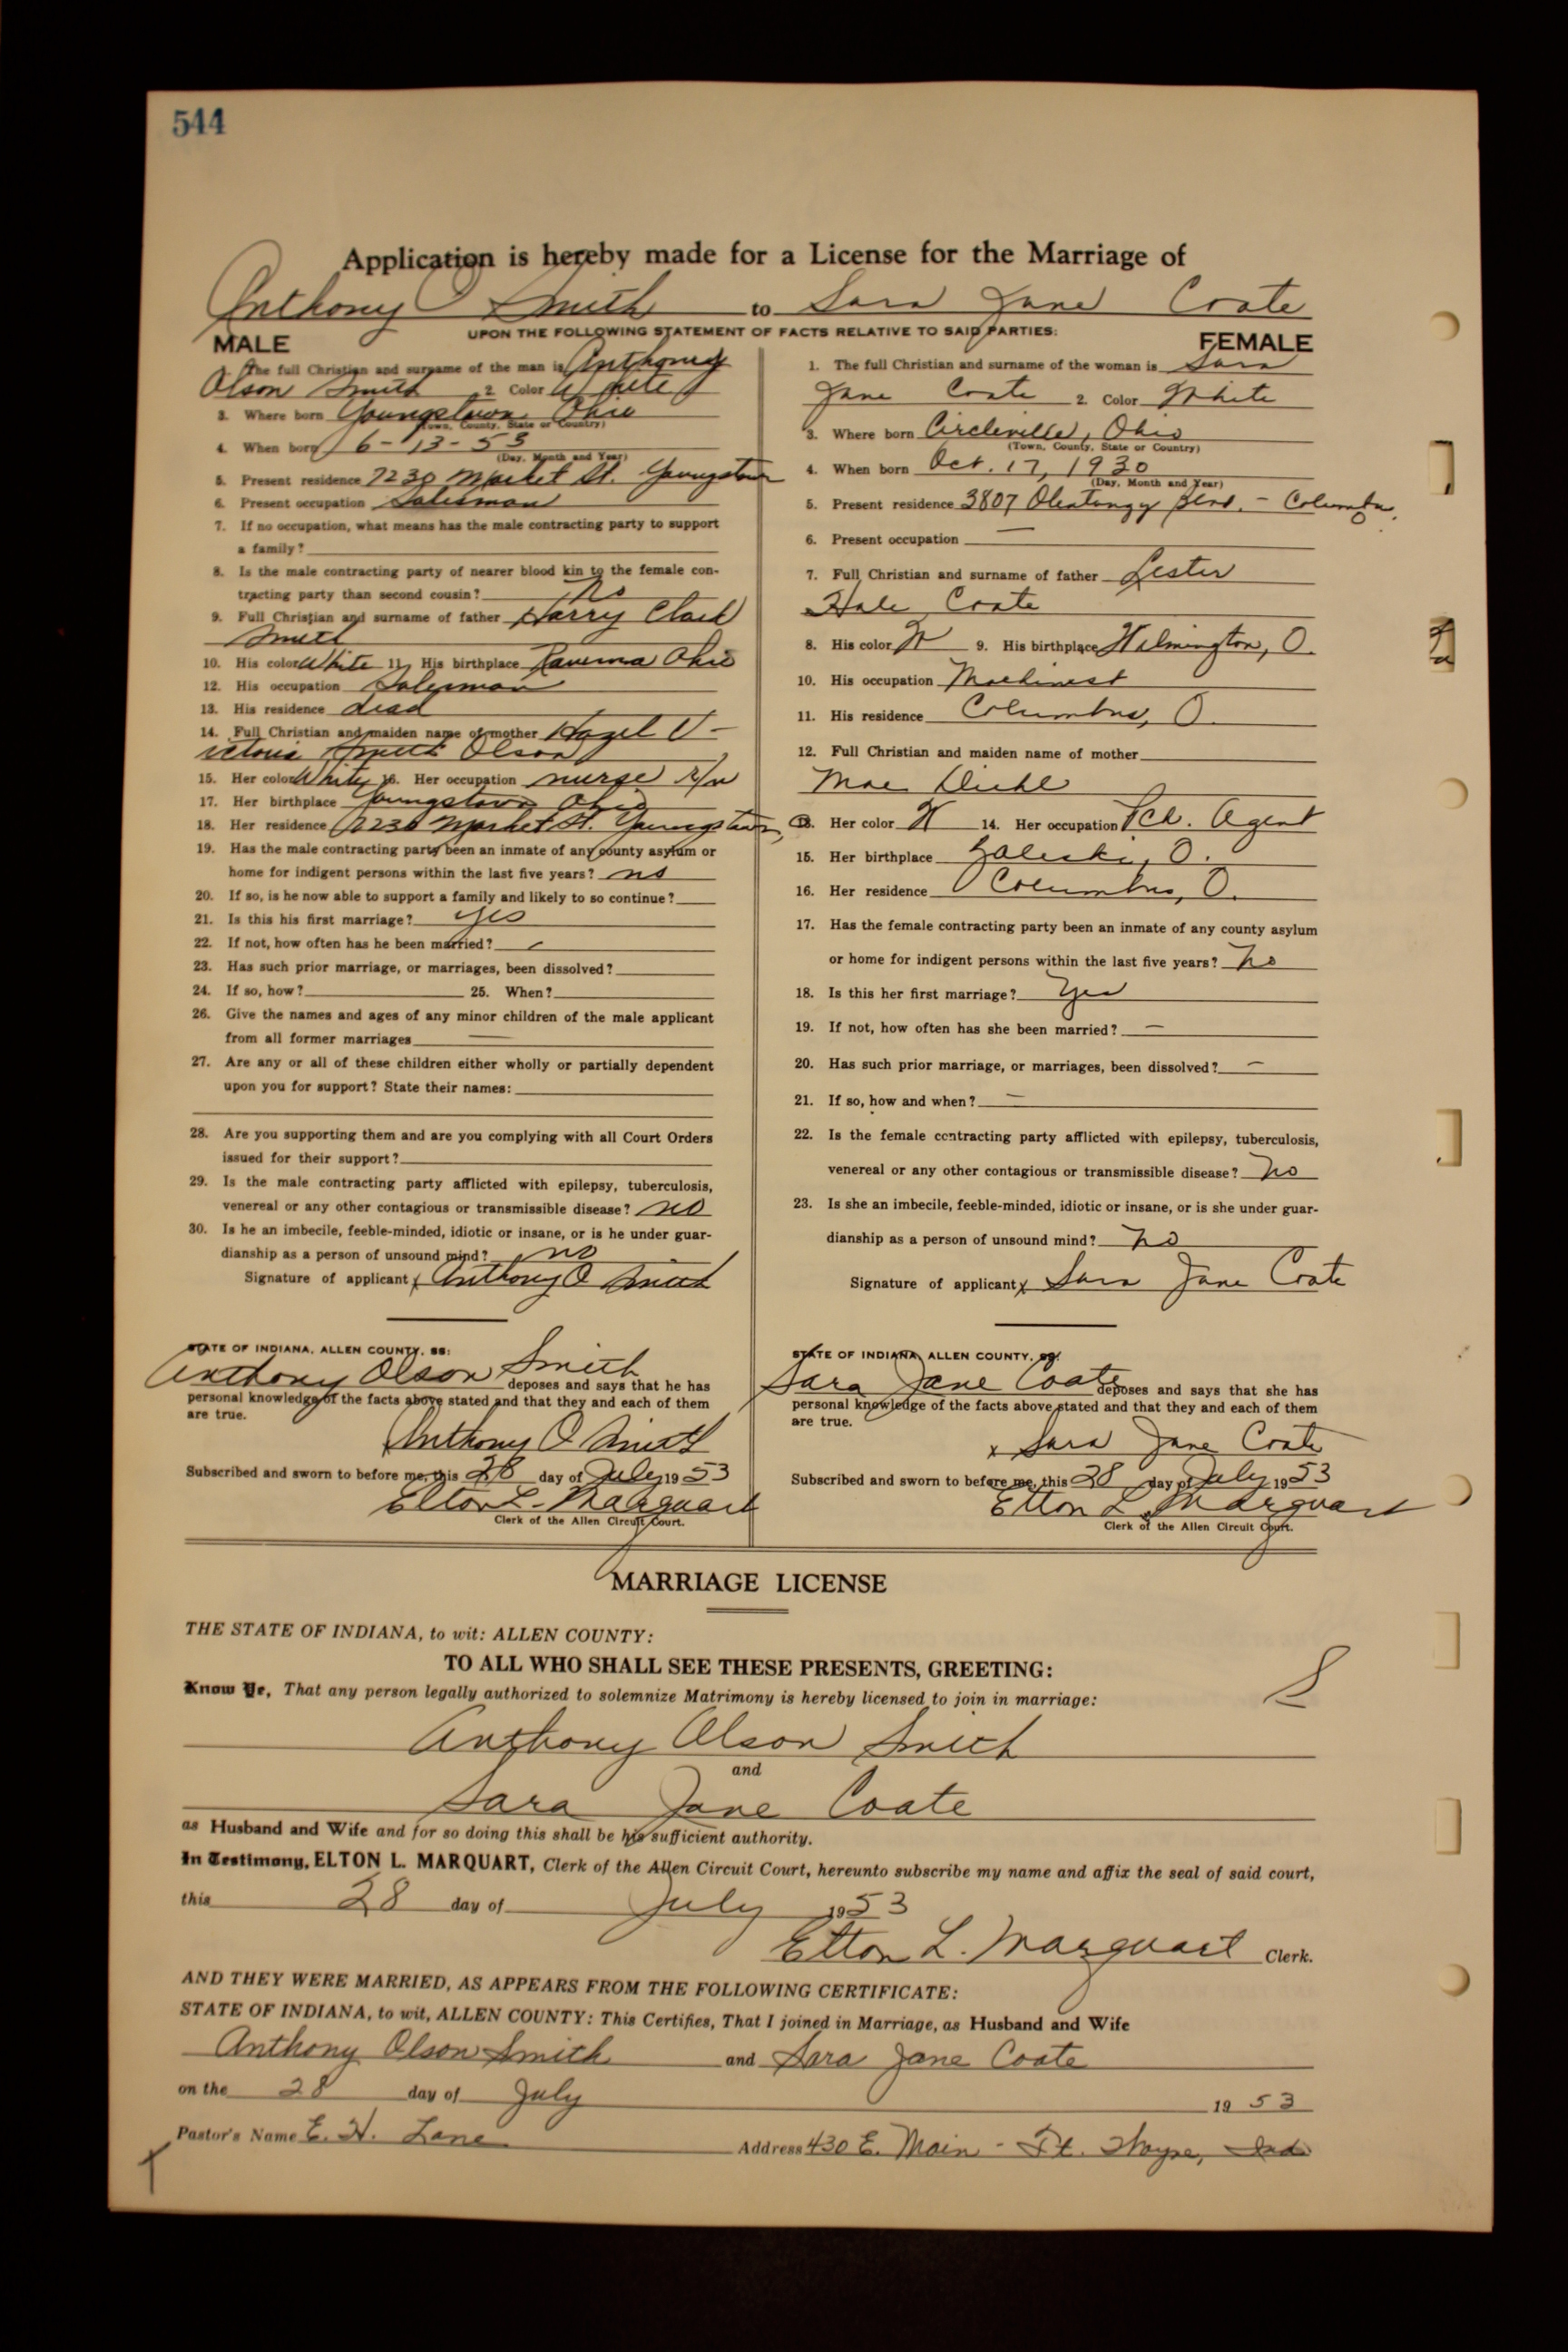 544
Application is hereby made for a License for the Marriage of
Anthony O Smith to Sara Jane Coate
UPON THE FOLLOWING STATEMENT OF FACTS RELATIVE TO SAID PARTIES:
MALE
The full Christian and surname of the man is Anthony
Olson Smith 2 Color White
3. Where born Youngstown, Ohio
(Town, County, State or Country)
4. When born 6-13-53
(Day, Month and Year)
5. Present residence 7230 Market St. Youngstown
6. Present occupation Salesman
7. If no occupation, what means has the male contracting party to support
a family?
8. Is the male contracting party of nearer blood kin to the female con-
tracting party than second cousin? No
9. Full Christian and surname of father Harry Clark
Smith
10. His color White 11. His birthplace Ravenna Ohio
12. His occupation Salesman
13. His residence dead
14. Full Christian and maiden name of mother Hazel V-
ictoria Smith Olson
15. Her color White 16. Her occupation nurse R/N
17. Her birthplace Youngstown Ohio
18. Her residence 7230 Market St. Youngstown,
19. Has the male contracting party been an inmate of any county asylum or
home for indigent persons within the last five years? no
20. If so, is he now able to support a family and likely to so continue?
21. Is this his first marriage? yes
22. If not, how often has he been married? -
23. Has such prior marriage, or marriages, been dissolved?
24. If so, how? 25. When?
26. Give the names and ages of any minor children of the male applicant
from all former marriages —
27. Are any or all of these children either wholly or partially dependent
upon you for support? State their names:
28. Are you supporting them and are you complying with all Court Orders
issued for their support?
29. Is the male contracting party afflicted with epilepsy, tuberculosis,
venereal or any other contagious or transmissible disease? no
30. Is he an imbecile, feeble-minded, idiotic or insane, or is he under guar-
dianship as a person of unsound mind? no
Signature of applicant x Anthony O Smith
STATE OF INDIANA, ALLEN COUNTY, ss:
Anthony Olson Smith deposes and says that he has
personal knowledge of the facts above stated and that they and each of them
are true.
Anthony O Smith
Subscribed and sworn to before me, this 28 day of July 1953
Elton L. Marquart
Clerk of the Allen Circuit Court.
FEMALE
1. The full Christian and surname of the woman is Sara
Jane Coate 2. Color White
3. Where born Circleville, Ohio
(Town, County, State or Country)
4. When born Oct. 17, 1930
(Day, Month and Year)
5. Present residence 3807 Olentangy Blvd. - Columbus,
6. Present occupation —
7. Full Christian and surname of father Lester
Hale Coate
8. His color W 9. His birthplace Wilmington, O.
10. His occupation Machinest
11. His residence Columbus, O.
12. Full Christian and maiden name of mother
Mae Diehl
13. Her color W 14. Her occupation Agent
15. Her birthplace Zaleski, O.
16. Her residence Columbus, O.
17. Has the female contracting party been an inmate of any county asylum
or home for indigent persons within the last five years? No
18. Is this her first marriage? Yes
19. If not, how often has she been married? —
20. Has such prior marriage, or marriages, been dissolved? —
21. If so, how and when? —
22. Is the female contracting party afflicted with epilepsy, tuberculosis,
venereal or any other contagious or transmissible disease? No
23. Is she an imbecile, feeble-minded, idiotic or insane, or is she under guar-
dianship as a person of unsound mind? No
Signature of applicant x Sara Jane Coate
STATE OF INDIANA, ALLEN COUNTY, ss:
Sara Jane Coate deposes and says that she has
personal knowledge of the facts above stated and that they and each of them
are true.
x Sara Jane Coate
Subscribed and sworn to before me, this 28 day of July 1953
Elton L. Marquart
Clerk of the Allen Circuit Court.
MARRIAGE LICENSE
THE STATE OF INDIANA, to wit: ALLEN COUNTY:
TO ALL WHO SHALL SEE THESE PRESENTS, GREETING:
Know Ye, That any person legally authorized to solemnize Matrimony is hereby licensed to join in marriage:
Anthony Olson Smith
and
Sara Jane Coate
as Husband and Wife and for so doing this shall be his sufficient authority.
In Testimony, ELTON L. MARQUART, Clerk of the Allen Circuit Court, hereunto subscribe my name and affix the seal of said court,
this 28 day of July 1953
Elton L. Marquart Clerk.
AND THEY WERE MARRIED, AS APPEARS FROM THE FOLLOWING CERTIFICATE:
STATE OF INDIANA, to wit, ALLEN COUNTY: This Certifies, That I joined in Marriage, as Husband and Wife
Anthony Olson Smith and Sara Jane Coate
on the 28 day of July 1953
Pastor's Name E. H. Lane Address 430 E. Main - Ft. Wayne, Ind